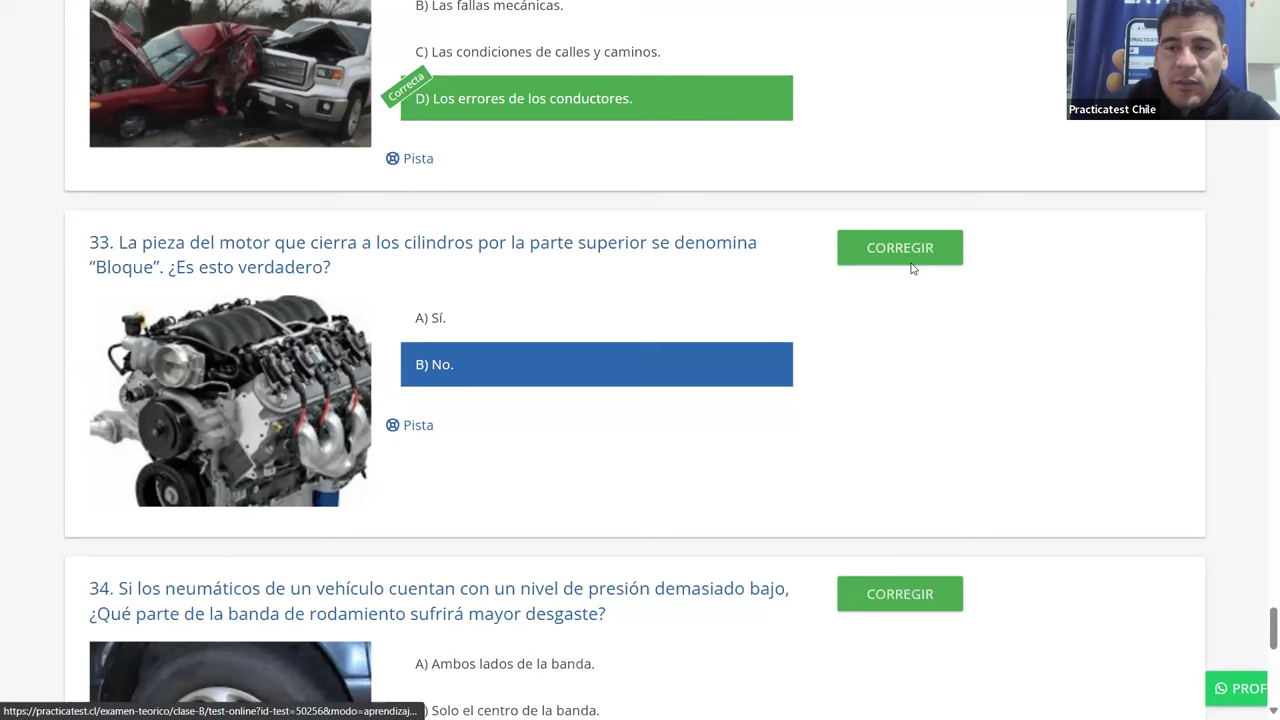 B) Las fallas mecánicas.
C) Las condiciones de calles y caminos.
Correcta
D) Los errores de los conductores.
Pista
Practicatest Chile
33. La pieza del motor que cierra a los cilindros por la parte superior se denomina
“Bloque”. ¿Es esto verdadero?
CORREGIR
A) Sí.
B) No.
Pista
34. Si los neumáticos de un vehículo cuentan con un nivel de presión demasiado bajo,
¿Qué parte de la banda de rodamiento sufrirá mayor desgaste?
CORREGIR
A) Ambos lados de la banda.
) Solo el centro de la banda.
PROF
https://practicatest.cl/examen-teorico/clase-B/test-online?id-test=50256&modo=aprendizaj...